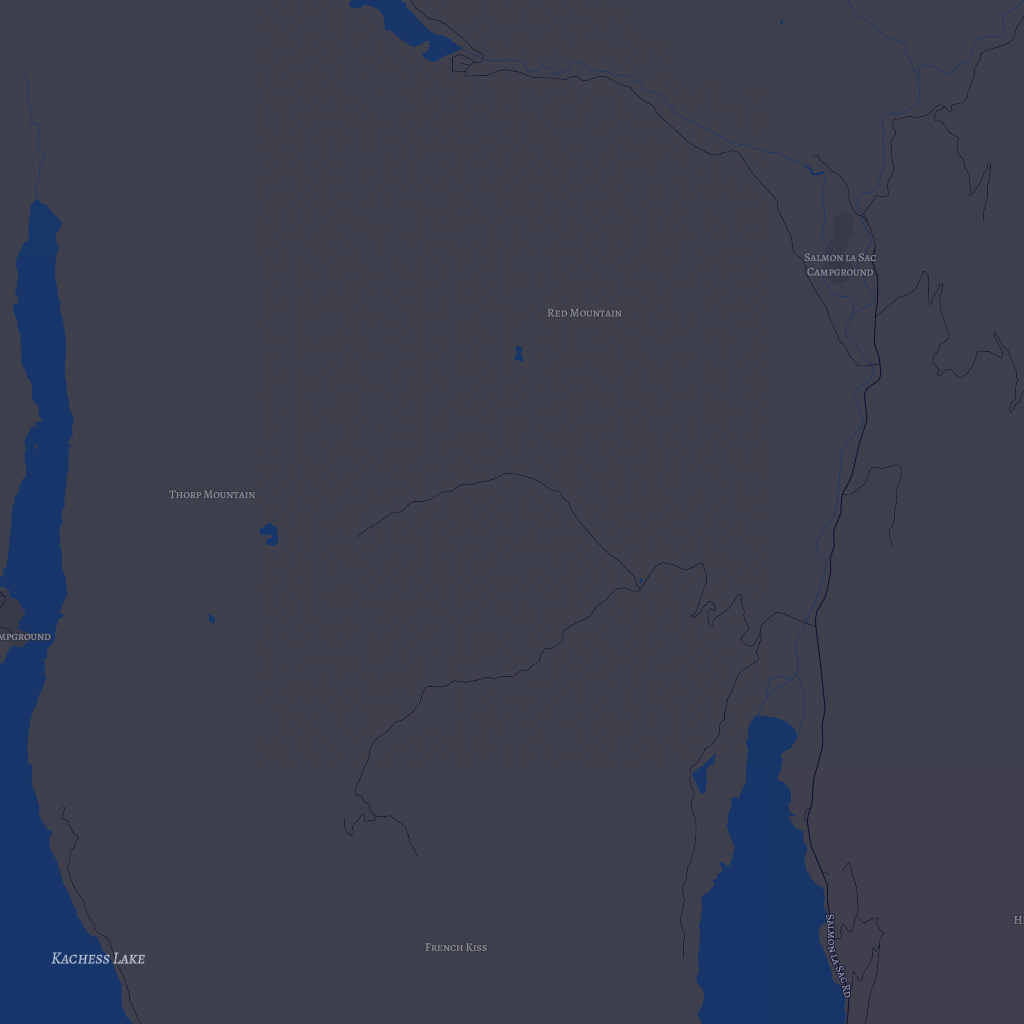 Salmon la Sac
Campground
Red Mountain
Thorp Mountain
mpground
Salmon la Sac Rd
H
French Kiss
Kachess Lake